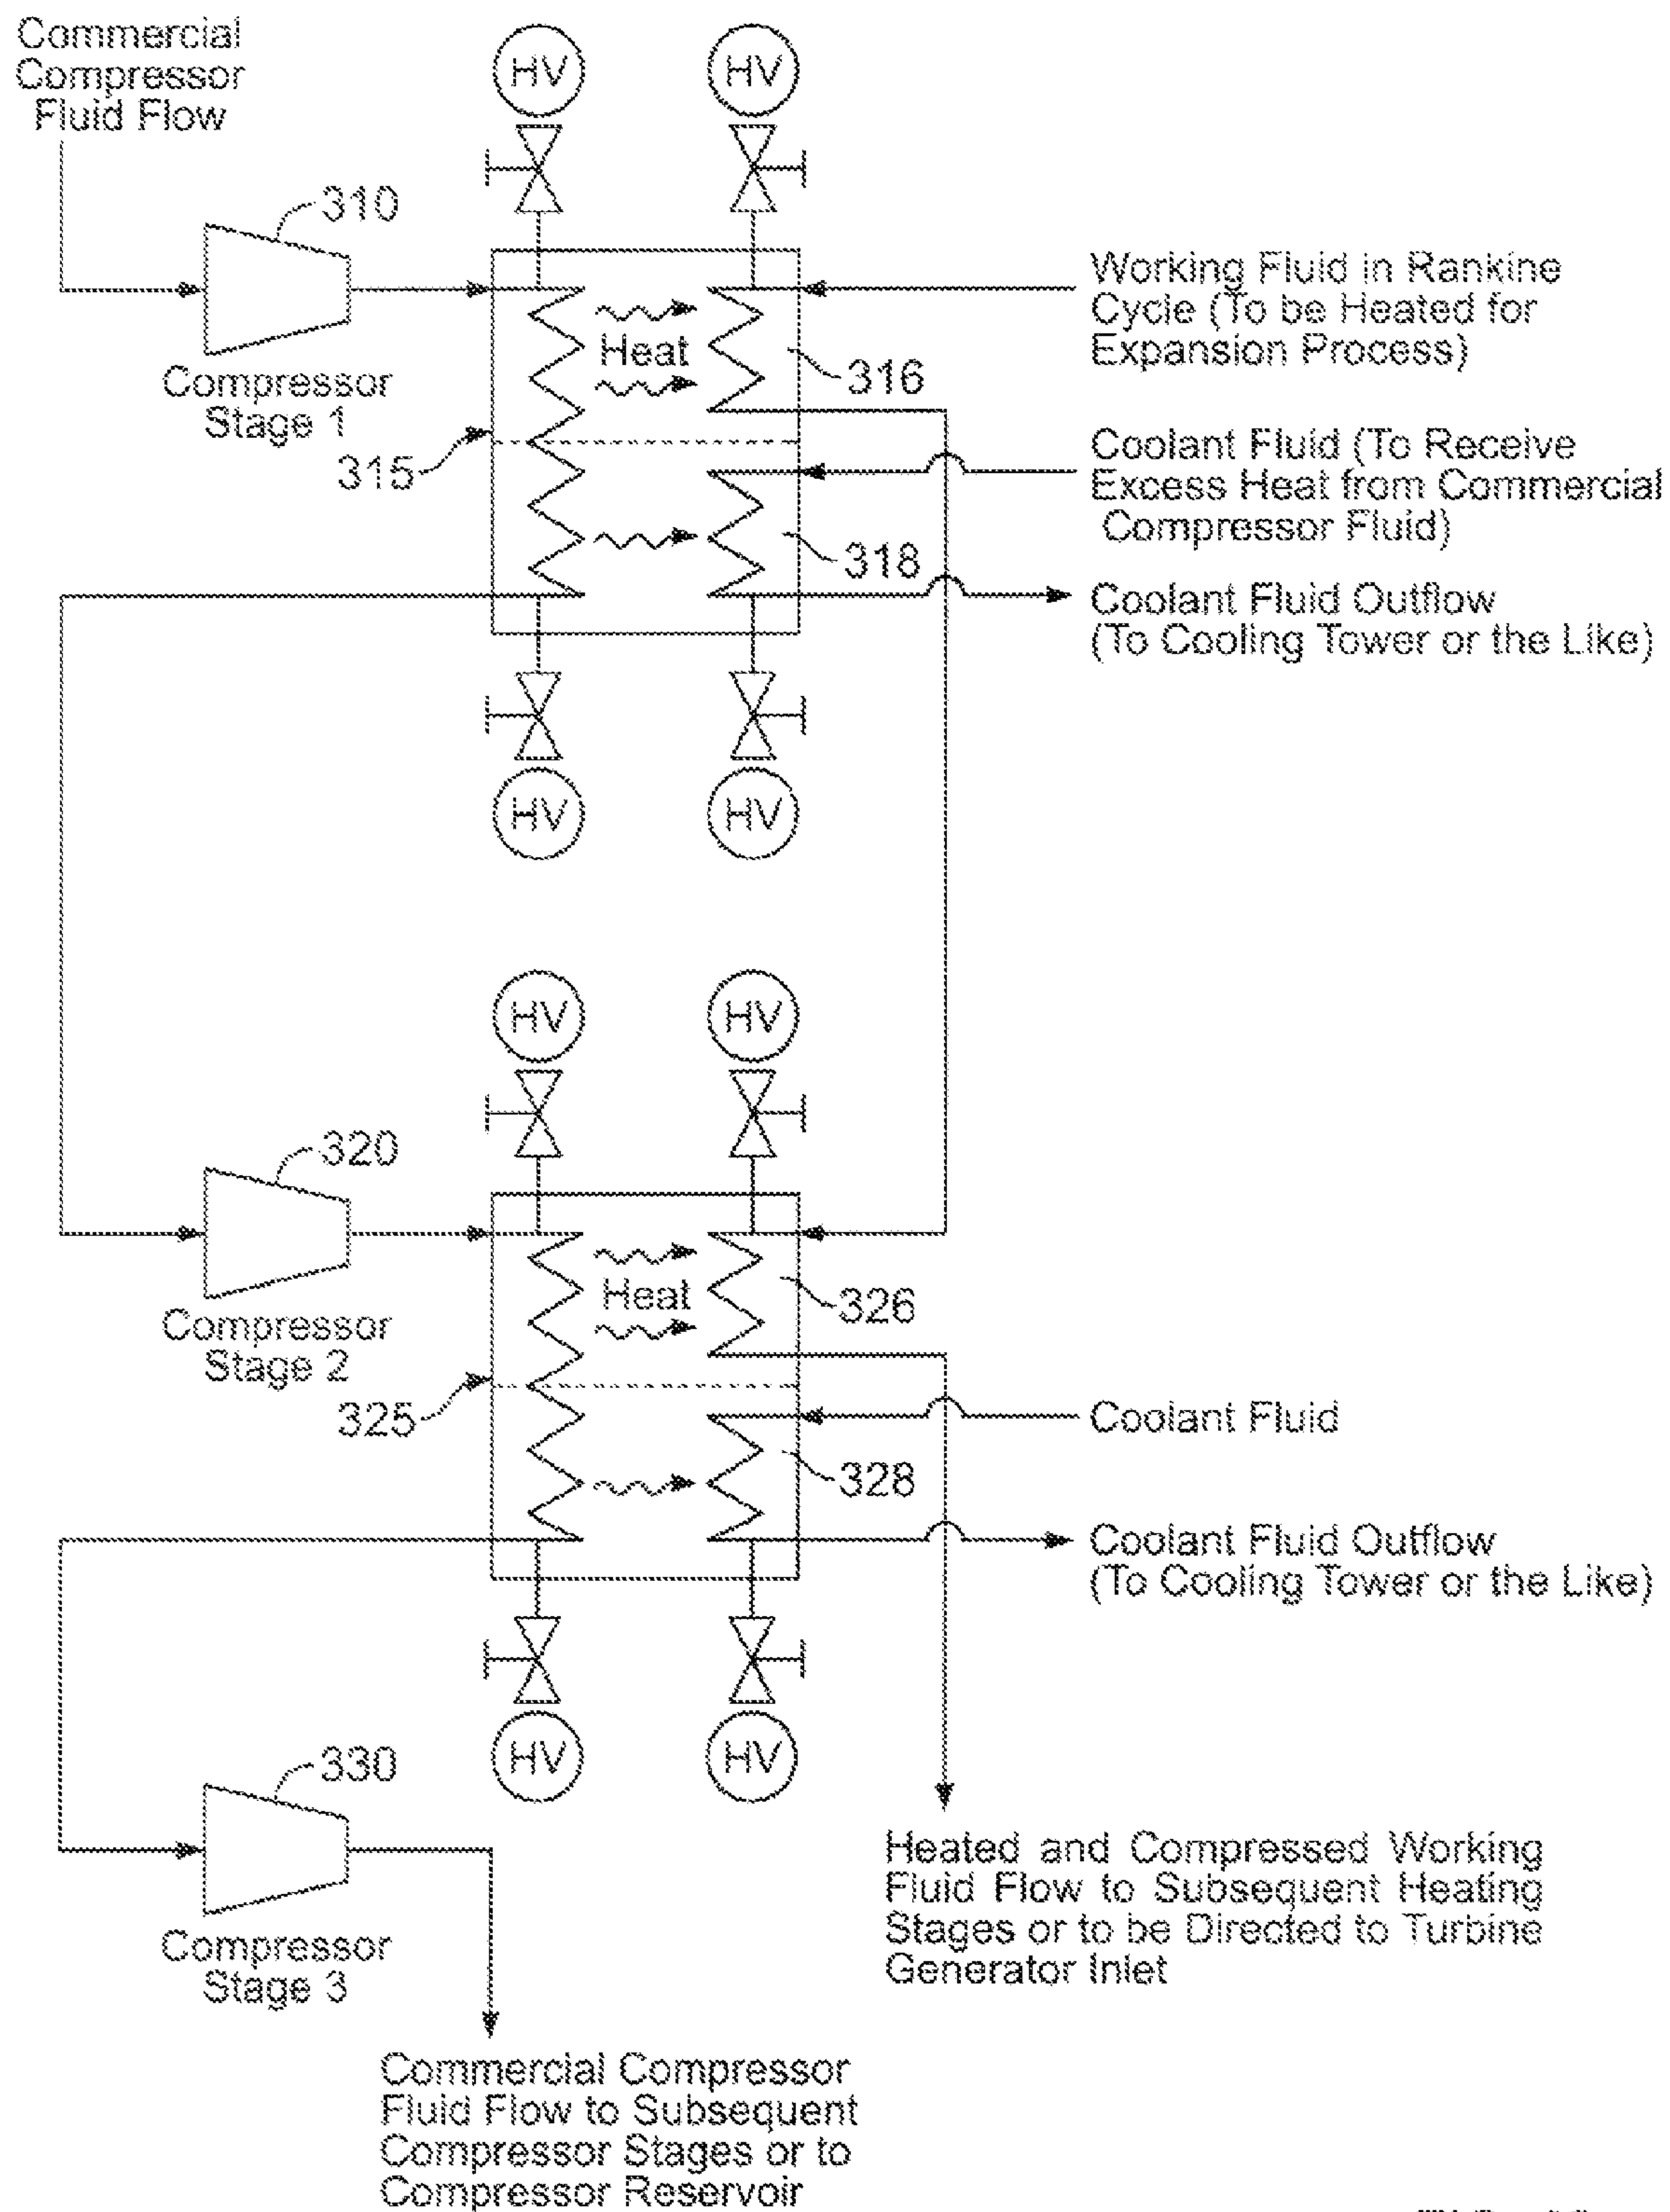 Commercial
Compressor
Fluid Flow
HV
HV
310
Compressor
Stage 1
315
Heat
316
318
Working Fluid in Rankine
Cycle (To be Heated for
Expansion Process)
Coolant Fluid (To Receive
Excess Heat from Commercial
Compressor Fluid)
Coolant Fluid Outflow
(To Cooling Tower or the Like)
HV
HV
HV
HV
320
Compressor
Stage 2
325
Heat
326
328
Coolant Fluid
Coolant Fluid Outflow
(To Cooling Tower or the Like)
HV
HV
330
Compressor
Stage 3
Heated and Compressed Working
Fluid Flow to Subsequent Heating
Stages or to be Directed to Turbine
Generator Inlet
Commercial Compressor
Fluid Flow to Subsequent
Compressor Stages or to
Compressor Reservoir